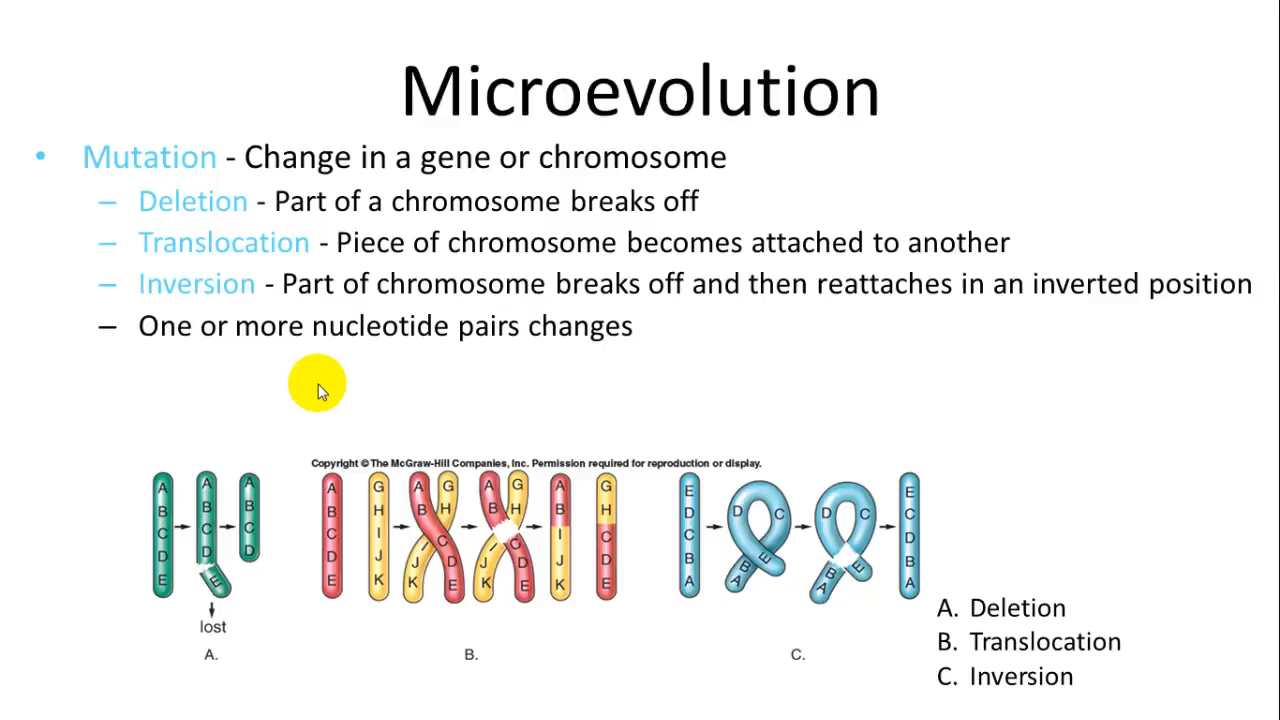 Microevolution
• Mutation - Change in a gene or chromosome
– Deletion - Part of a chromosome breaks off
– Translocation - Piece of chromosome becomes attached to another
– Inversion - Part of chromosome breaks off and then reattaches in an inverted position
– One or more nucleotide pairs changes
Copyright © The McGraw-Hill Companies, Inc. Permission required for reproduction or display.
A B C D E
A B C D E
A B C D
lost
A.
A B C D E
G H I J K
A B C D E
G H I J K
A B C D E
G H I J K
A B I J K
G H C D E
B.
E D C B A
E D C B A
E D C B A
E C D B A
C.
A. Deletion
B. Translocation
C. Inversion